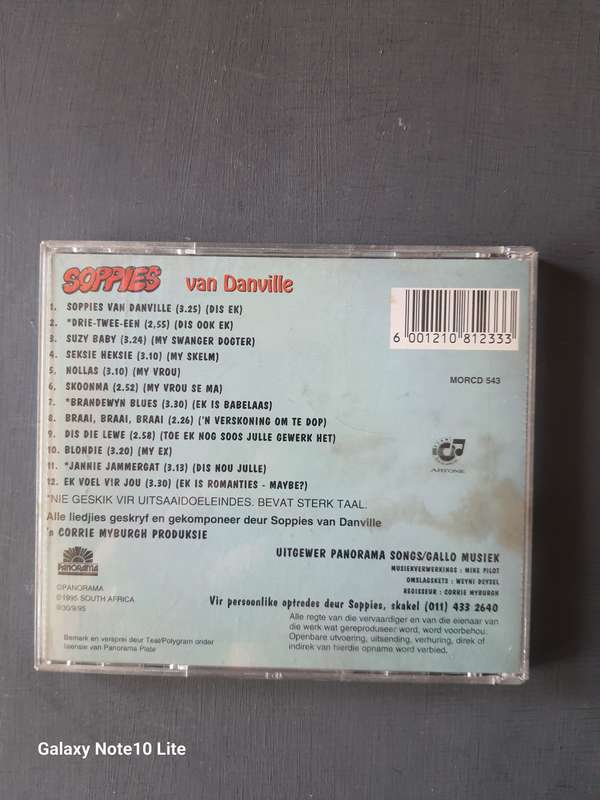 SOPPIES van Danville
1. SOPPIES VAN DANVILLE (3.25) (DIS EK)
2. *DRIE-TWEE-EEN (2,55) (DIS OOK EK)
3. SUZY BABY (3.24) (MY SWANGER DOGTER)
4. SEKSIE HEKSIE (3.10) (MY SKELM)
5. NOLLAS (3.10) (MY VROU)
6. SKOONMA (2.52) (MY VROU SE MA)
7. *BRANDEWYN BLUES (3.30) (EK IS BABELAAS)
8. BRAAI, BRAAI, BRAAI (2.26) ('N VERSKONING OM TE DOP)
9. DIS DIE LEWE (2.58) (TOE EK NOG SOOS JULLE GEWERK HET)
10. BLONDIE (3.20) (MY EX)
11. *JANNIE JAMMERGAT (3.13) (DIS NOU JULLE)
12. EK VOEL VIR JOU (3.30) (EK IS ROMANTIES - MAYBE?)
*NIE GESKIK VIR UITSAAIDOELEINDES. BEVAT STERK TAAL.
Alle liedjies geskryf en gekomponeer deur Soppies van Danville
'n CORRIE MYBURGH PRODUKSIE
6 001210 812333
MORCD 543
ARTONE
UITGEWER PANORAMA SONGS/GALLO MUSIEK
MUSIEKVERWERKINGS : MIKE PILOT
OMSLAGSKETS : WEYNI DEYSEL
REGISSEUR : CORRIE MYBURGH
PANORAMA
©PANORAMA
©1995 SOUTH AFRICA
®30/9/95
Vir persoonlike optredes deur Soppies, skakel (011) 433 2640
Bemark en versprei deur Teal/Polygram onder
lisensie van Panorama Plate
Alle regte van die vervaardiger en van die eienaar van
die werk wat gereproduseer word, word voorbehou.
Openbare uitvoering, uitsending, verhuring, direk of
indirek van hierdie opname word verbied.
Galaxy Note10 Lite